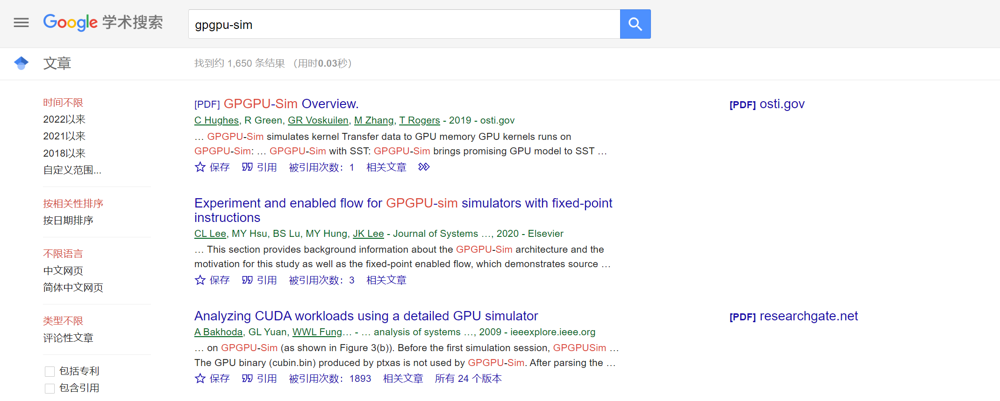 Google 学术搜索
gpgpu-sim
文章
找到约 1,650 条结果 （用时0.03秒）
时间不限
2022以来
2021以来
2018以来
自定义范围...
按相关性排序
按日期排序
不限语言
中文网页
简体中文网页
类型不限
评论性文章
包括专利
包含引用
[PDF] GPGPU-Sim Overview.
C Hughes, R Green, GR Voskuilen, M Zhang, T Rogers - 2019 - osti.gov
… GPGPU-Sim simulates kernel Transfer data to GPU memory GPU kernels runs on
GPGPU-Sim: … GPGPU-Sim with SST: GPGPU-Sim brings promising GPU model to SST …
保存 引用 被引用次数：1 相关文章
[PDF] osti.gov
Experiment and enabled flow for GPGPU-sim simulators with fixed-point
instructions
CL Lee, MY Hsu, BS Lu, MY Hung, JK Lee - Journal of Systems …, 2020 - Elsevier
… This section provides background information about the GPGPU-Sim architecture and the
motivation for this study as well as the fixed-point enabled flow, which demonstrates source …
保存 引用 被引用次数：3 相关文章
Analyzing CUDA workloads using a detailed GPU simulator
A Bakhoda, GL Yuan, WWL Fung… - … analysis of systems …, 2009 - ieeexplore.ieee.org
… on GPGPU-Sim (as shown in Figure 3(b)). Before the first simulation session, GPGPUSim …
The GPU binary (cubin.bin) produced by ptxas is not used by GPGPU-Sim. After parsing the …
保存 引用 被引用次数：1893 相关文章 所有 24 个版本
[PDF] researchgate.net